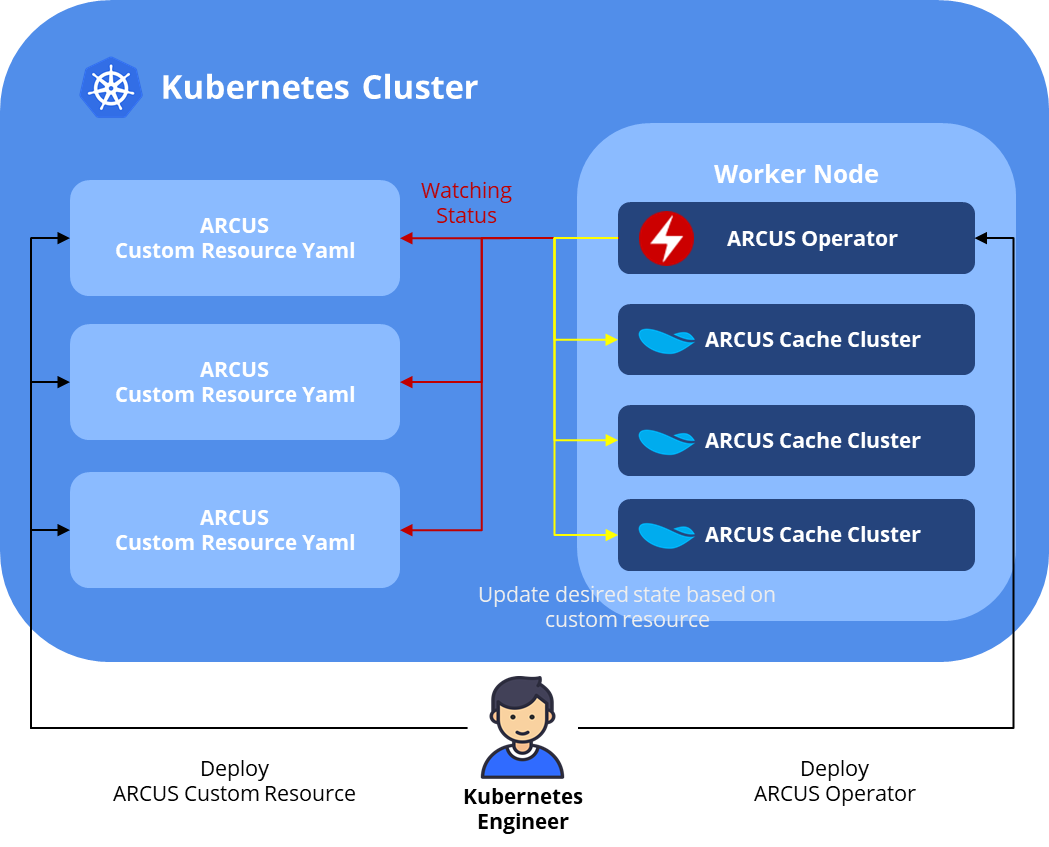 Kubernetes Cluster
Worker Node
Watching
Status
ARCUS
Custom Resource Yaml
ARCUS Operator
ARCUS Cache Cluster
ARCUS
Custom Resource Yaml
ARCUS Cache Cluster
ARCUS
Custom Resource Yaml
ARCUS Cache Cluster
Update desired state based on
custom resource
Deploy
ARCUS Custom Resource
Kubernetes
Engineer
Deploy
ARCUS Operator